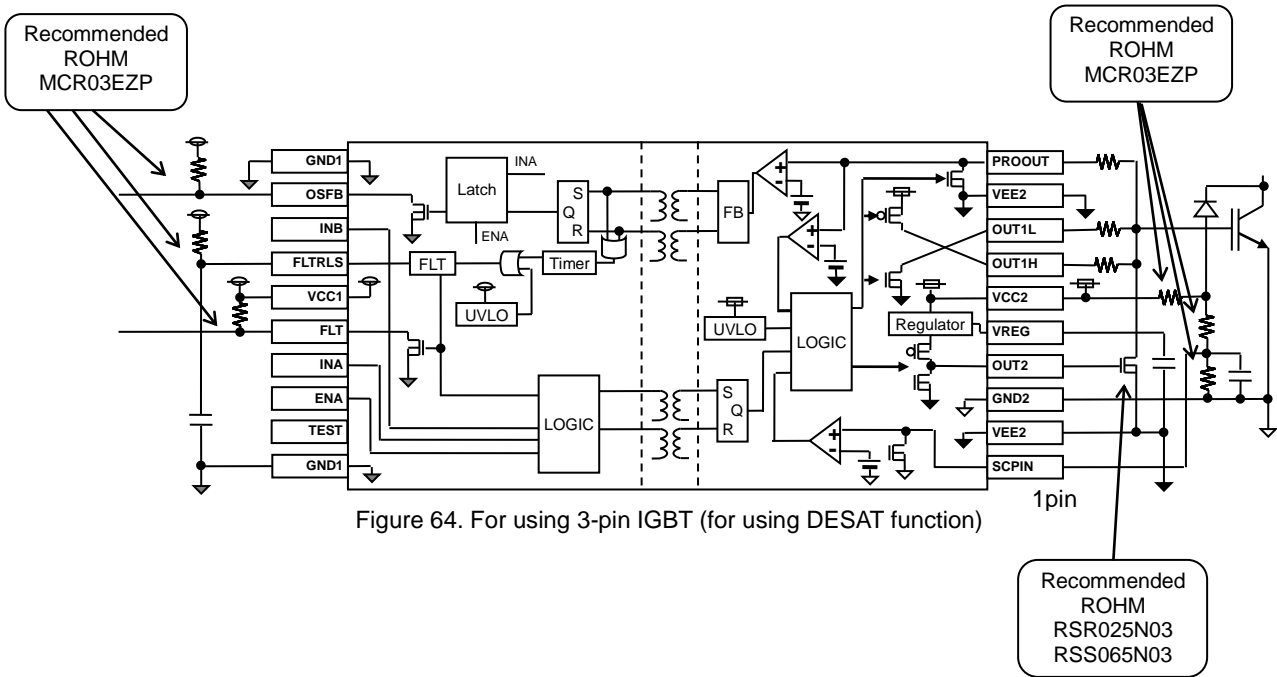 Recommended
ROHM
MCR03EZP
Recommended
ROHM
MCR03EZP
GND1
OSFB
INB
FLTRLS
VCC1
FLT
INA
ENA
TEST
GND1
INA
Latch
ENA
S
Q
R
FLT
Timer
UVLO
LOGIC
FB
+
-
+
-
UVLO
LOGIC
Regulator
S
Q
R
+
-
PROOUT
VEE2
OUT1L
OUT1H
VCC2
VREG
OUT2
GND2
VEE2
SCPIN
1pin
Figure 64. For using 3-pin IGBT (for using DESAT function)
Recommended
ROHM
RSR025N03
RSS065N03